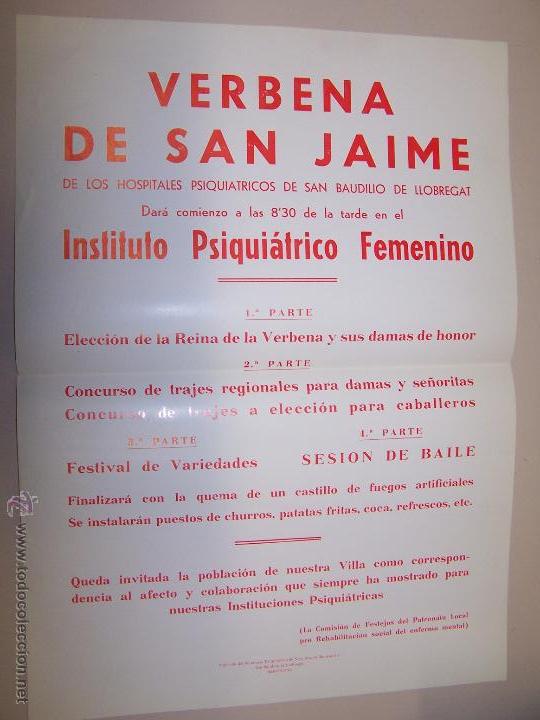 VERBENA
DE SAN JAIME
DE LOS HOSPITALES PSIQUIATRICOS DE SAN BAUDILIO DE LLOBREGAT
Dará comienzo a las 8'30 de la tarde en el
Instituto Psiquiátrico Femenino
1.ª PARTE
Elección de la Reina de la Verbena y sus damas de honor
2.ª PARTE
Concurso de trajes regionales para damas y señoritas
Concurso de trajes a elección para caballeros
3.ª PARTE
Festival de Variedades
4.ª PARTE
SESION DE BAILE
Finalizará con la quema de un castillo de fuegos artificiales
Se instalarán puestos de churros, patatas fritas, coca, refrescos, etc.
Queda invitada la población de nuestra Villa como correspon-
dencia al afecto y colaboración que siempre ha mostrado para
nuestras Instituciones Psiquiátricas
(La Comisión de Festejos del Patronato Local
pro Rehabilitación social del enfermo mental)
www.todocoleccion.net